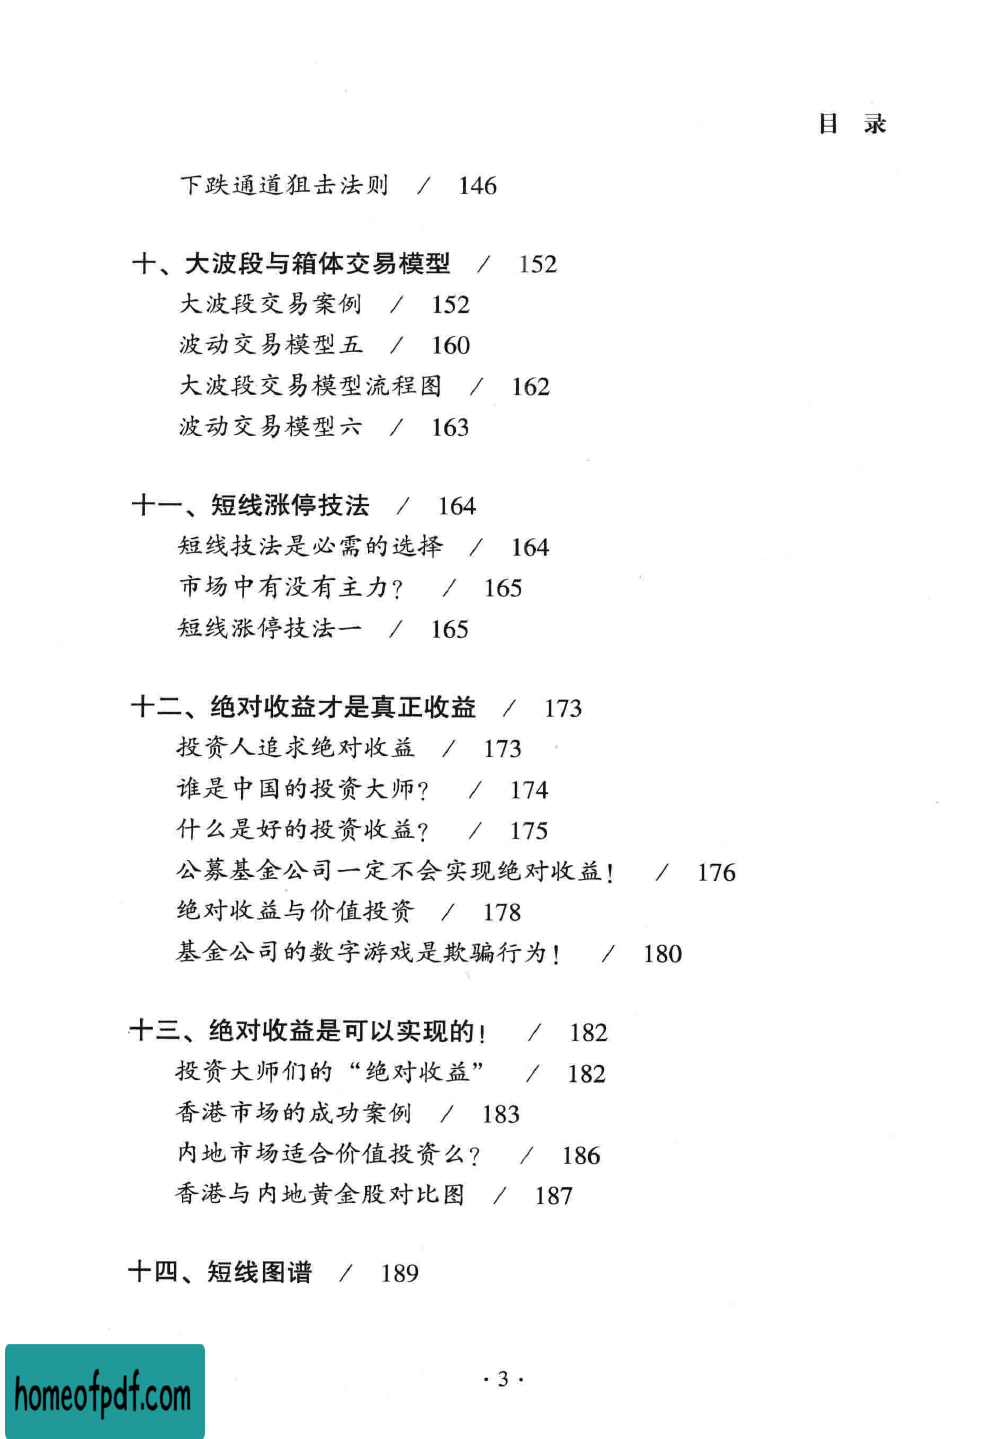 目 录
下跌通道狙击法则 / 146
十、大波段与箱体交易模型 / 152
大波段交易案例 / 152
波动交易模型五 / 160
大波段交易模型流程图 / 162
波动交易模型六 / 163
十一、短线涨停技法 / 164
短线技法是必需的选择 / 164
市场中有没有主力？ / 165
短线涨停技法一 / 165
十二、绝对收益才是真正收益 / 173
投资人追求绝对收益 / 173
谁是中国的投资大师？ / 174
什么是好的投资收益？ / 175
公募基金公司一定不会实现绝对收益！ / 176
绝对收益与价值投资 / 178
基金公司的数字游戏是欺骗行为！ / 180
十三、绝对收益是可以实现的！ / 182
投资大师们的“绝对收益” / 182
香港市场的成功案例 / 183
内地市场适合价值投资么？ / 186
香港与内地黄金股对比图 / 187
十四、短线图谱 / 189
· 3 ·
homeofpdf.com